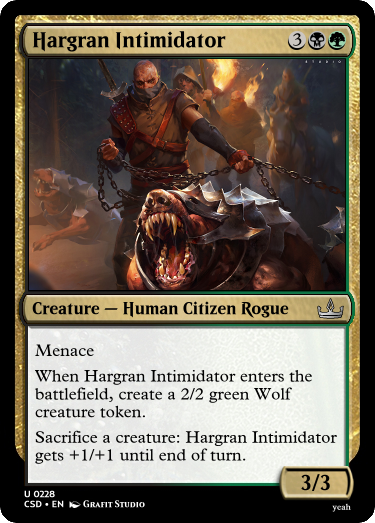 Hargran Intimidator 3
STUDIO
Creature — Human Citizen Rogue
Menace
When Hargran Intimidator enters the
battlefield, create a 2/2 green Wolf
creature token.
Sacrifice a creature: Hargran Intimidator
gets +1/+1 until end of turn.
3/3
U 0228
CSD • EN Grafit Studio
yeah